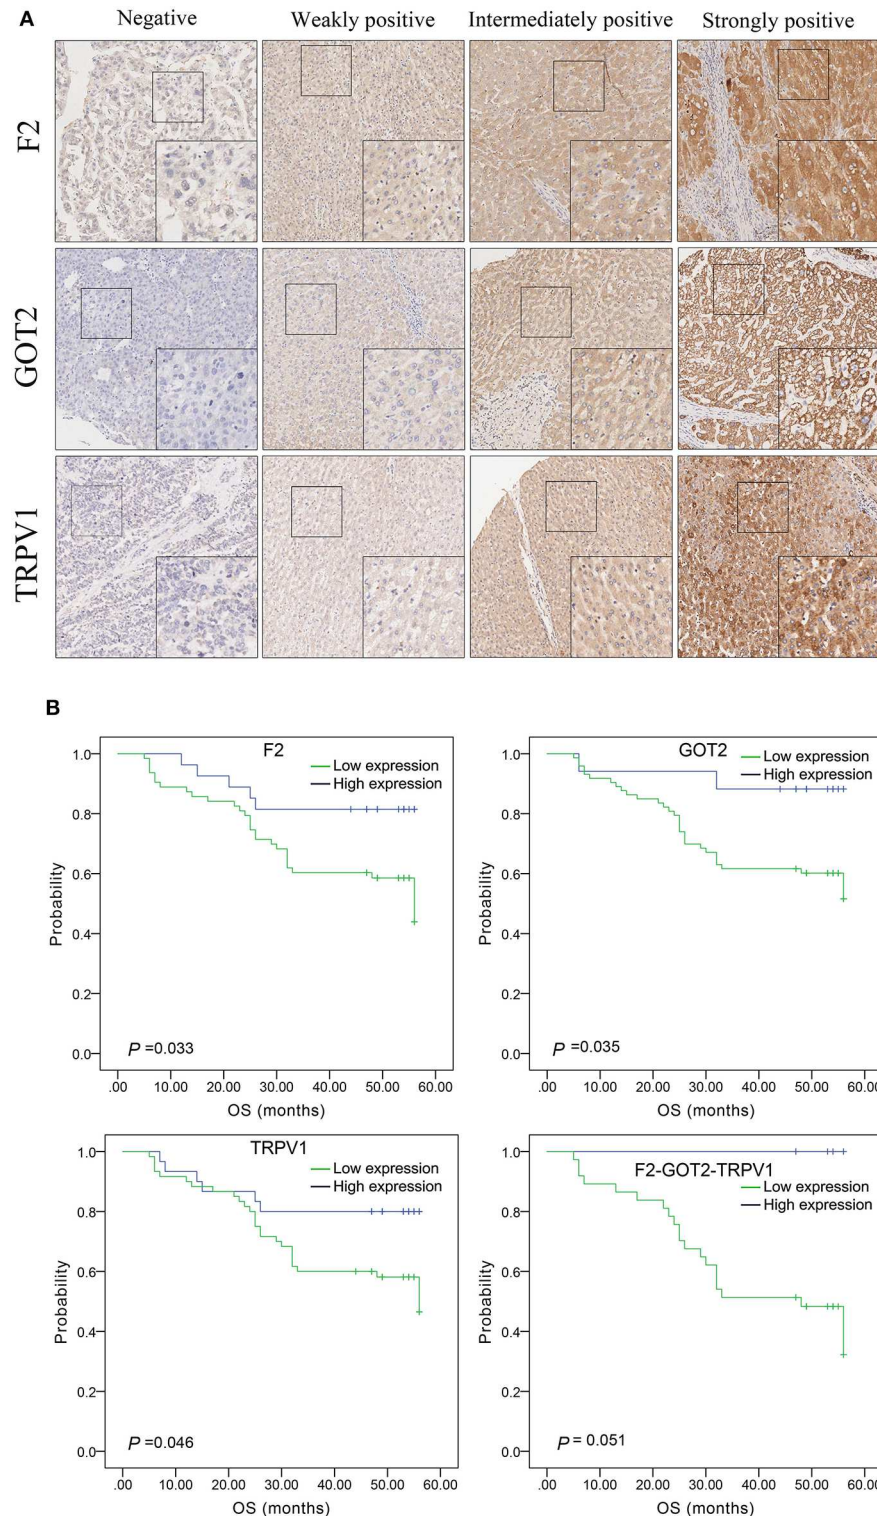 A
Negative Weakly positive Intermediately positive Strongly positive
F2
GOT2
TRPV1
B
F2
Low expression
High expression
Probability
1.0
0.8
0.6
0.4
0.2
0.0
P =0.033
.00 10.00 20.00 30.00 40.00 50.00 60.00
OS (months)
GOT2
Low expression
High expression
Probability
1.0
0.8
0.6
0.4
0.2
0.0
P =0.035
.00 10.00 20.00 30.00 40.00 50.00 60.00
OS (months)
TRPV1
Low expression
High expression
Probability
1.0
0.8
0.6
0.4
0.2
0.0
P =0.046
.00 10.00 20.00 30.00 40.00 50.00 60.00
OS (months)
F2-GOT2-TRPV1
Low expression
High expression
Probability
1.0
0.8
0.6
0.4
0.2
0.0
P = 0.051
.00 10.00 20.00 30.00 40.00 50.00 60.00
OS (months)